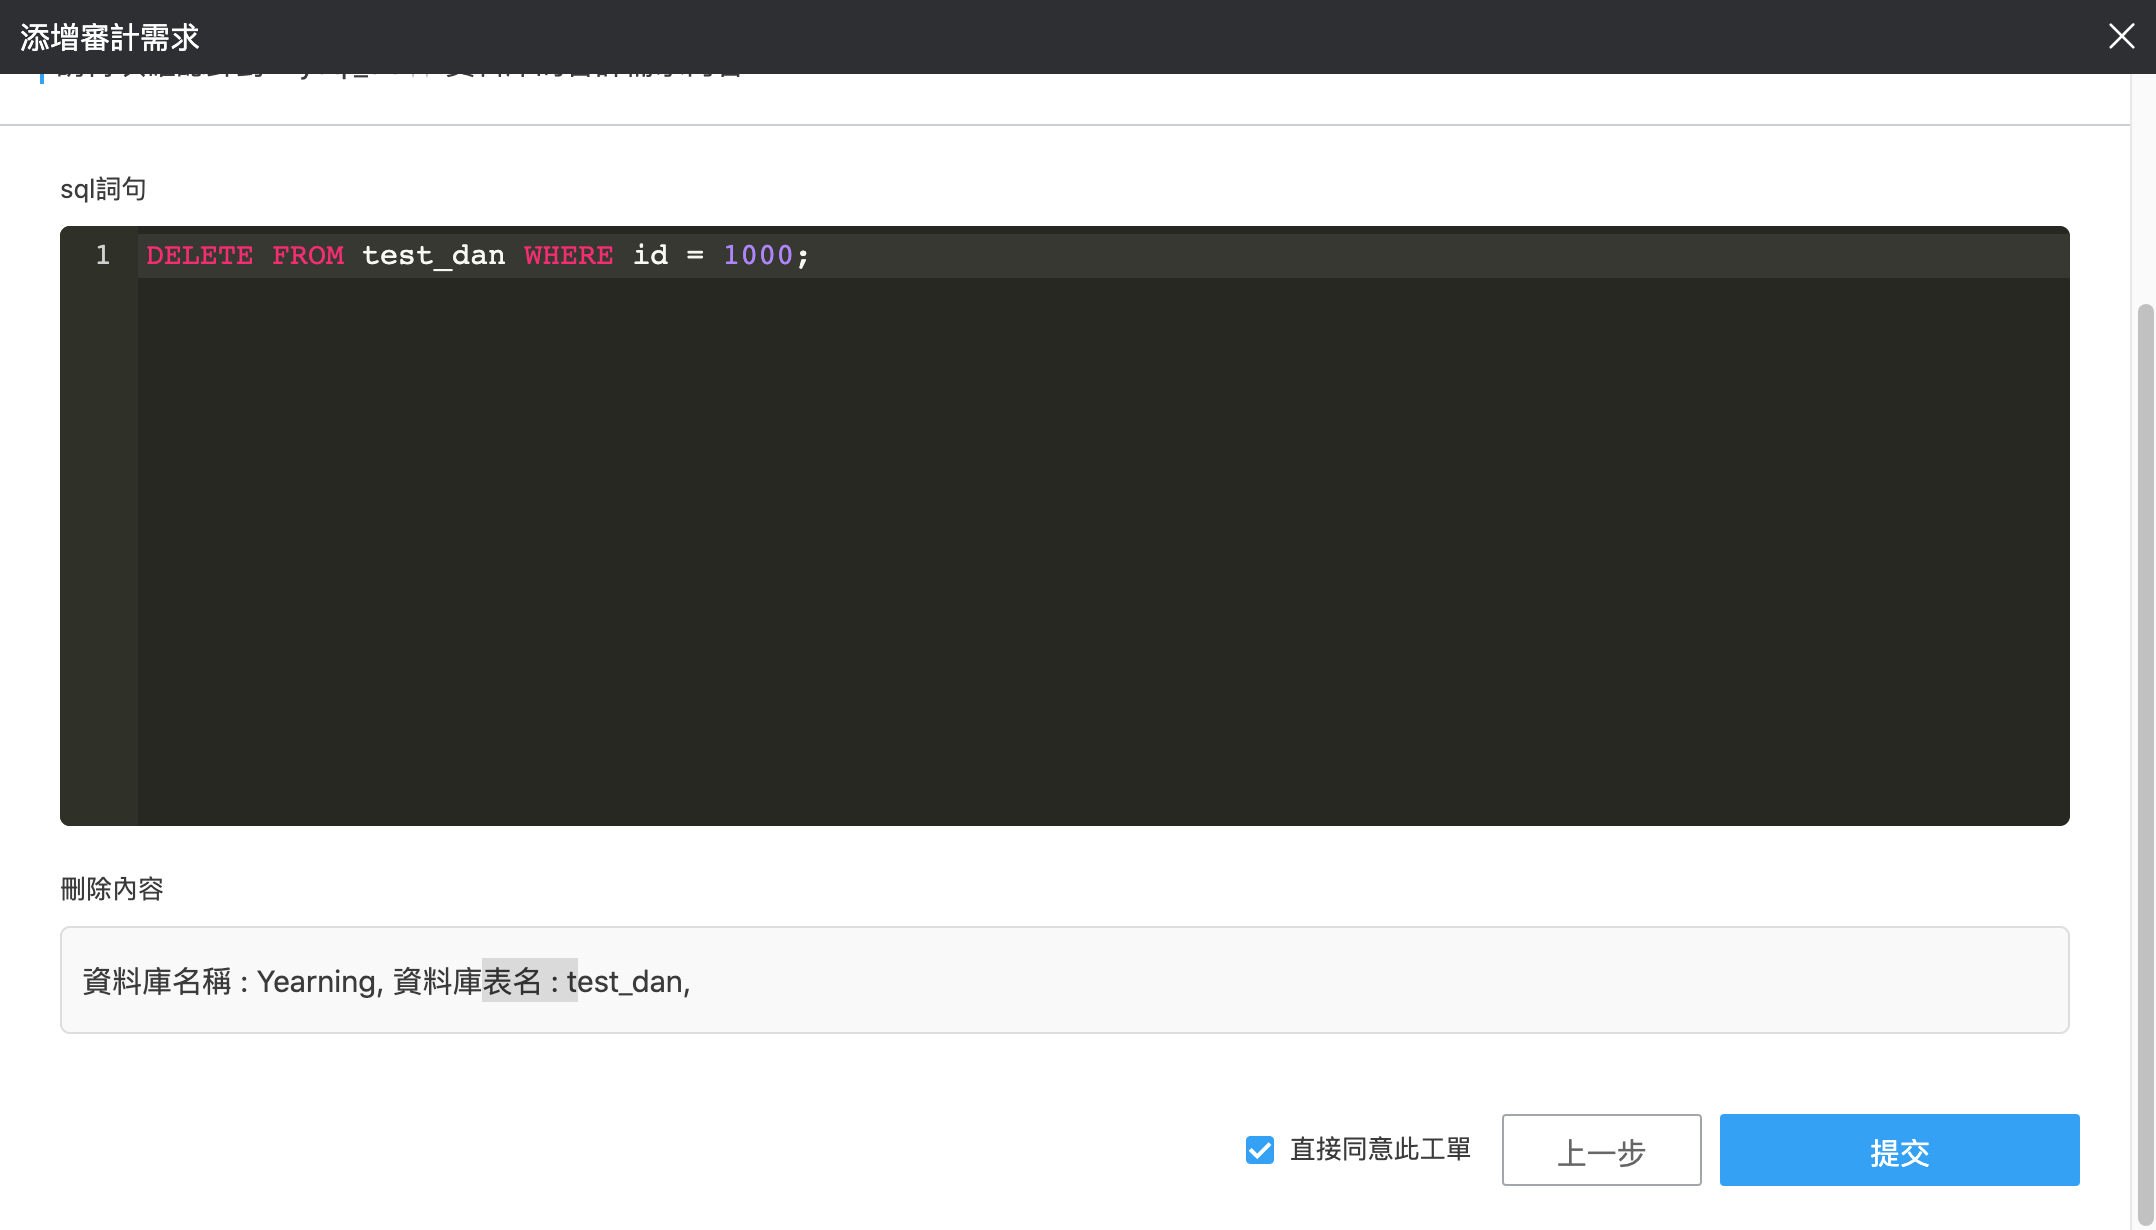 添增審計需求
sql詞句
1 DELETE FROM test_dan WHERE id = 1000;
刪除內容
資料庫名稱 : Yearning, 資料庫表名 : test_dan,
直接同意此工單
上一步
提交